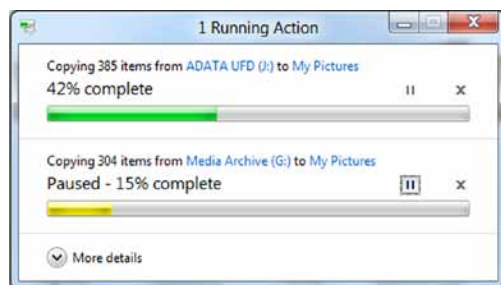 1 Running Action
Copying 385 items from ADATA UFD (J:) to My Pictures
42% complete
Copying 304 items from Media Archive (G:) to My Pictures
Paused - 15% complete
More details